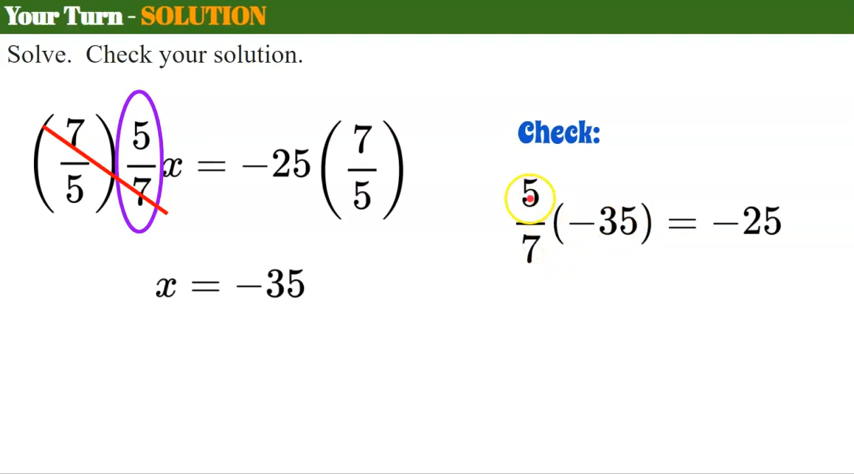 Your Turn - SOLUTION
Solve. Check your solution.
(7/5) 5/7 x = −25 (7/5)
x = −35
Check:
5/7 (−35) = −25